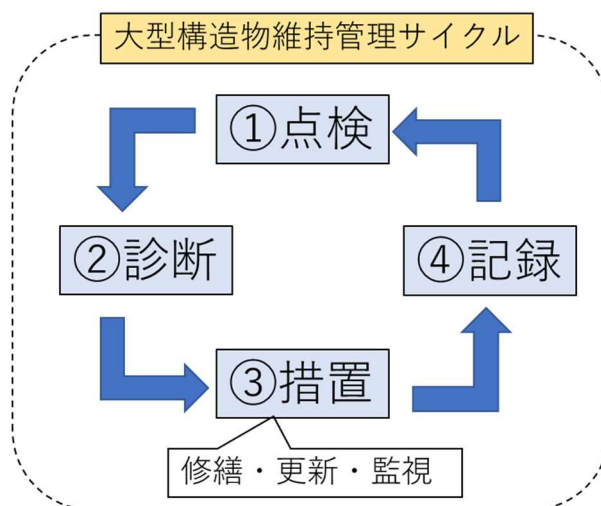 大型構造物維持管理サイクル
①点検
②診断
④記録
③措置
修繕・更新・監視